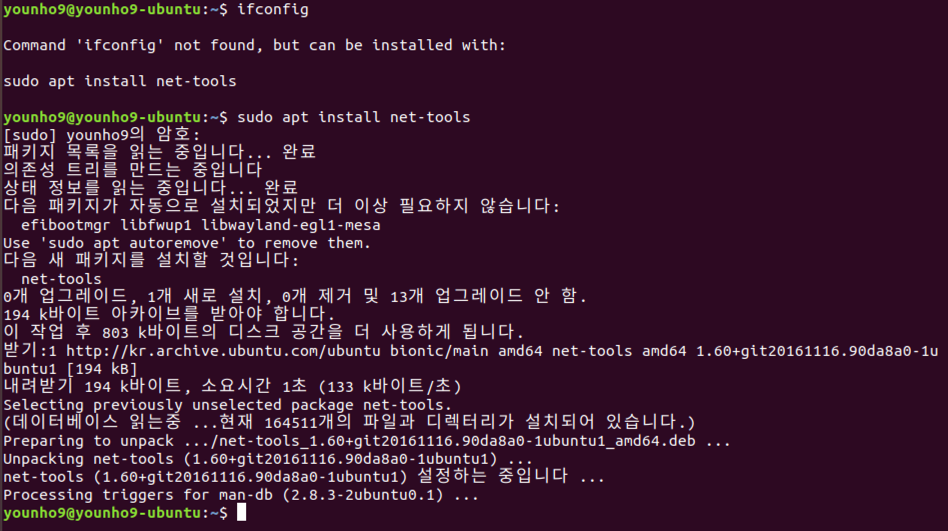 younho9@younho9-ubuntu:~$ ifconfig
Command 'ifconfig' not found, but can be installed with:
sudo apt install net-tools
younho9@younho9-ubuntu:~$ sudo apt install net-tools
[sudo] younho9의 암호:
패키지 목록을 읽는 중입니다... 완료
의존성 트리를 만드는 중입니다
상태 정보를 읽는 중입니다... 완료
다음 패키지가 자동으로 설치되었지만 더 이상 필요하지 않습니다:
  efibootmgr libfwup1 libwayland-egl1-mesa
Use 'sudo apt autoremove' to remove them.
다음 새 패키지를 설치할 것입니다:
  net-tools
0개 업그레이드, 1개 새로 설치, 0개 제거 및 13개 업그레이드 안 함.
194 k바이트 아카이브를 받아야 합니다.
이 작업 후 803 k바이트의 디스크 공간을 더 사용하게 됩니다.
받기:1 http://kr.archive.ubuntu.com/ubuntu bionic/main amd64 net-tools amd64 1.60+git20161116.90da8a0-1u
buntu1 [194 kB]
내려받기 194 k바이트, 소요시간 1초 (133 k바이트/초)
Selecting previously unselected package net-tools.
(데이터베이스 읽는중 ...현재 164511개의 파일과 디렉터리가 설치되어 있습니다.)
Preparing to unpack .../net-tools_1.60+git20161116.90da8a0-1ubuntu1_amd64.deb ...
Unpacking net-tools (1.60+git20161116.90da8a0-1ubuntu1) ...
net-tools (1.60+git20161116.90da8a0-1ubuntu1) 설정하는 중입니다 ...
Processing triggers for man-db (2.8.3-2ubuntu0.1) ...
younho9@younho9-ubuntu:~$